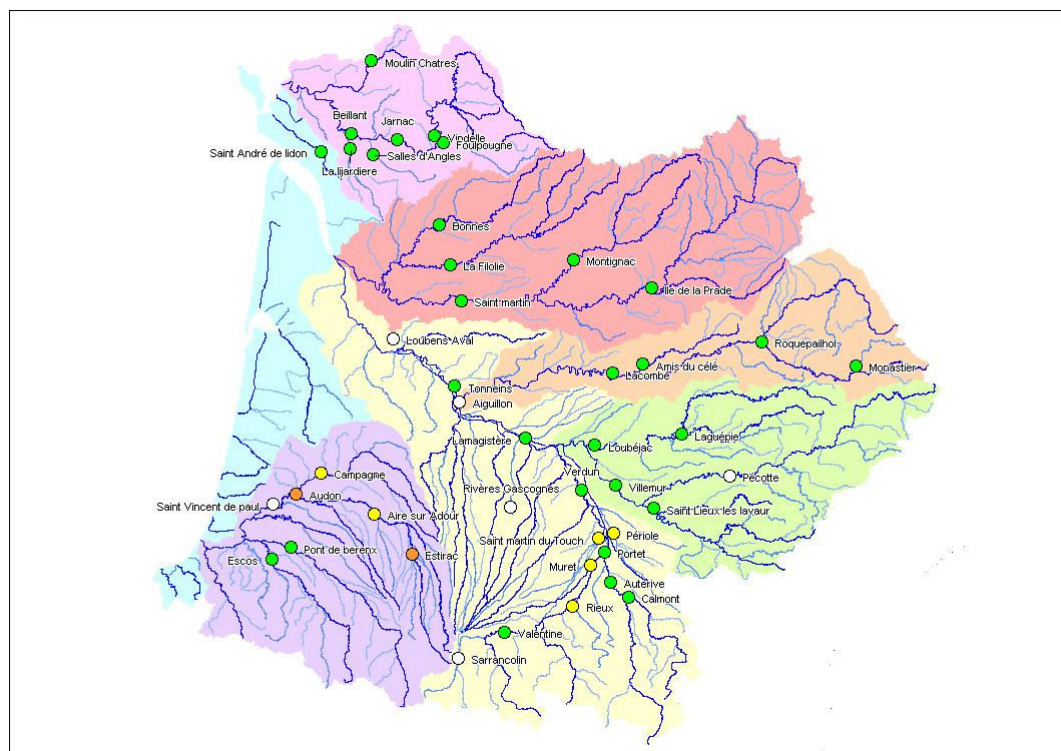 Moulin Chatres
Beillant
Jarnac
Vindelle
Foulpougne
Saint André de lidon
Salles d'Angles
La lijardiere
Bonnes
La Filolie
Montignac
Ile de la Prade
Saint martin
Loubens Aval
Roquepailhol
Amis du célé
Monastier
Lacombe
Tonneins
Aiguillon
Lamagistère
Laguépie
Loubéjac
Verdun
Pécotte
Campagne
Rivères Gascognes
Villemur
Audon
Saint Vincent de paul
Saint Lieux les lavaur
Aire sur Adour
Saint martin du Touch
Périole
Pont de berenx
Estirac
Portet
Escos
Muret
Auterive
Calmont
Rieux
Valentine
Sarrancolin